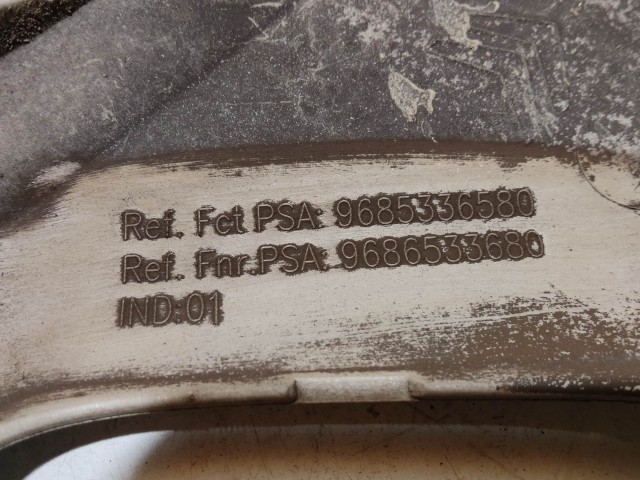 Ref. Fct PSA: 9685336580
Ref. Fnr.PSA: 9686533680
IND:01